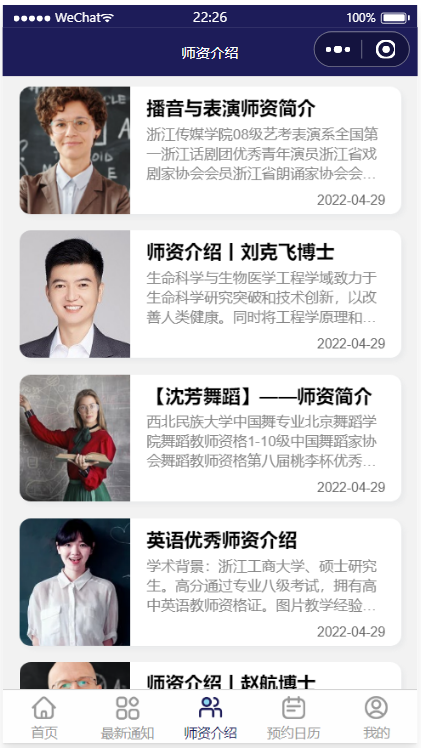 WeChat 22:26 100%
师资介绍
播音与表演师资简介
浙江传媒学院08级艺考表演系全国第
一浙江话剧团优秀青年演员浙江省戏
剧家协会会员浙江省朗诵家协会会...
2022-04-29
师资介绍丨刘克飞博士
生命科学与生物医学工程学域致力于
生命科学研究突破和技术创新，以改
善人类健康。同时将工程学原理和...
2022-04-29
【沈芳舞蹈】——师资简介
西北民族大学中国舞专业北京舞蹈学
院舞蹈教师资格1-10级中国舞蹈家协
会舞蹈教师资格第八届桃李杯优秀...
2022-04-29
英语优秀师资介绍
学术背景：浙江工商大学、硕士研究
生。高分通过专业八级考试，拥有高
中英语教师资格证。图片教学经验...
2022-04-29
师资介绍丨赵航博士
首页 最新通知 师资介绍 预约日历 我的